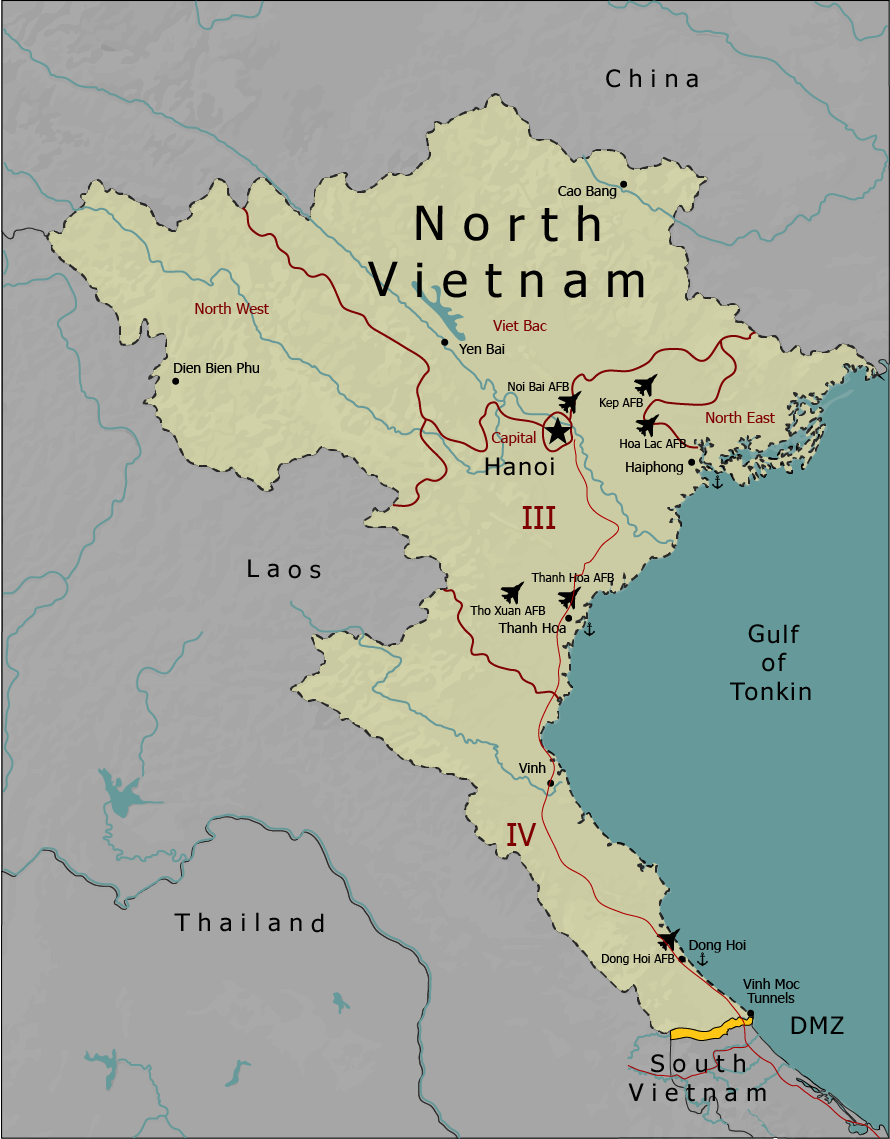 China
Cao Bang
North
Vietnam
North West
Viet Bac
Yen Bai
Dien Bien Phu
Noi Bai AFB
Kep AFB
North East
Capital
Hoa Lac AFB
Hanoi
Haiphong
III
Laos
Thanh Hoa AFB
Tho Xuan AFB
Thanh Hoa
Gulf
of
Tonkin
Vinh
IV
Thailand
Dong Hoi
Dong Hoi AFB
Vinh Moc
Tunnels
DMZ
South
Vietnam